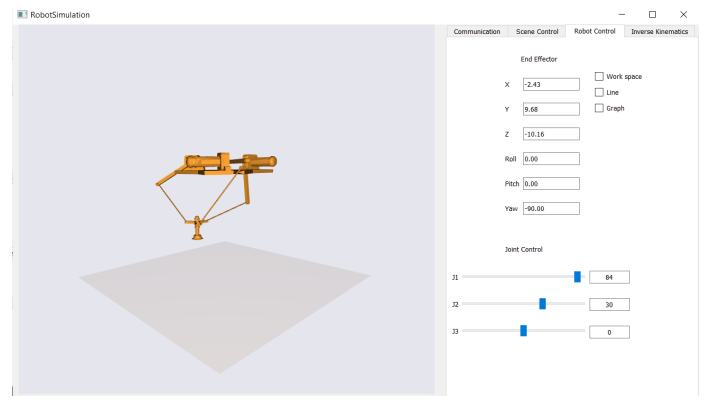 RobotSimulation
Communication Scene Control Robot Control Inverse Kinematics
End Effector
X -2.43
Work space
Line
Y 9.68
Graph
Z -10.16
Roll 0.00
Pitch 0.00
Yaw -90.00
Joint Control
J1 84
J2 30
J3 0